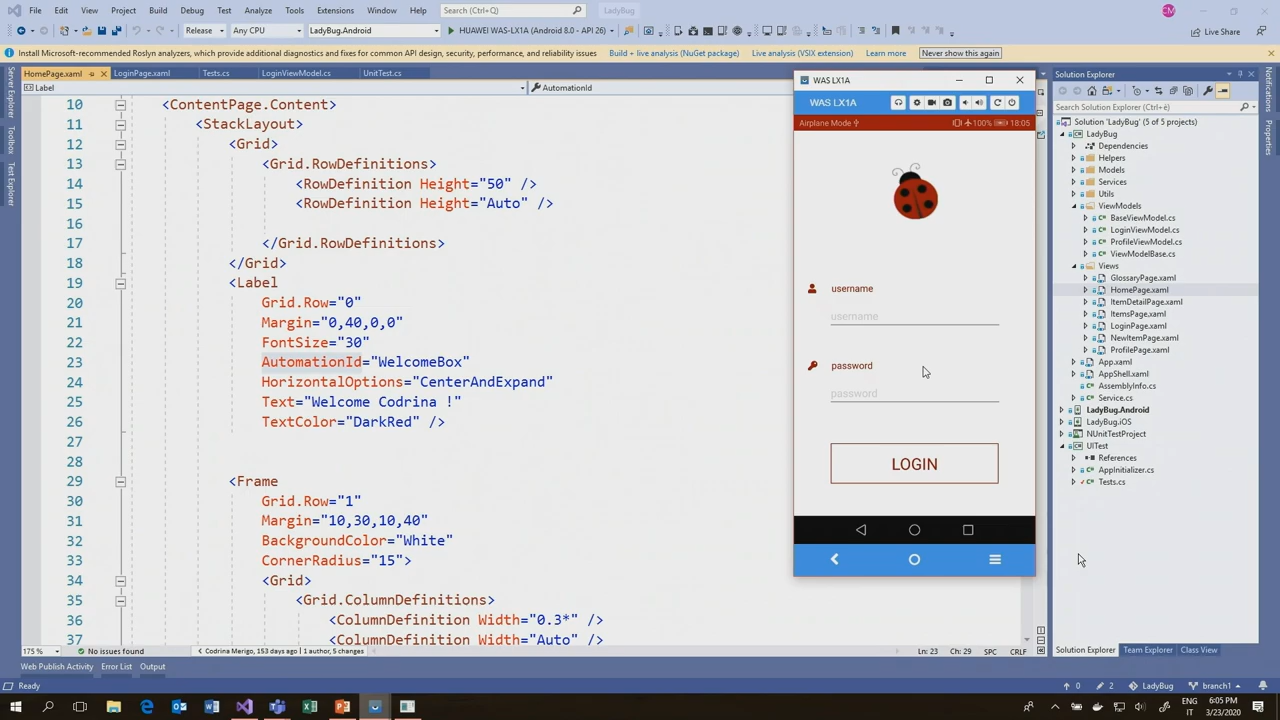 File Edit View Project Build Debug Test Analyze Tools Extensions Window Help Search (Ctrl+Q) LadyBug CM
Release Any CPU LadyBug.Android HUAWEI WAS-LX1A (Android 8.0 - API 26) Live Share
Install Microsoft-recommended Roslyn analyzers, which provide additional diagnostics and fixes for common API design, security, performance, and reliability issues Build + live analysis (NuGet package) Live analysis (VSIX extension) Learn more Never show this again
HomePage.xaml LoginPage.xaml Tests.cs LoginViewModel.cs UnitTest.cs
Label AutomationId
Server Explorer
Toolbox
Test Explorer
10 <ContentPage.Content>
11 <StackLayout>
12 <Grid>
13 <Grid.RowDefinitions>
14 <RowDefinition Height="50" />
15 <RowDefinition Height="Auto" />
16
17 </Grid.RowDefinitions>
18 </Grid>
19 <Label
20 Grid.Row="0"
21 Margin="0,40,0,0"
22 FontSize="30"
23 AutomationId="WelcomeBox"
24 HorizontalOptions="CenterAndExpand"
25 Text="Welcome Codrina !"
26 TextColor="DarkRed" />
27
28
29 <Frame
30 Grid.Row="1"
31 Margin="10,30,10,40"
32 BackgroundColor="White"
33 CornerRadius="15">
34 <Grid>
35 <Grid.ColumnDefinitions>
36 <ColumnDefinition Width="0.3*" />
37 <ColumnDefinition Width="Auto" />
175 % No issues found Codrina Merigo, 153 days ago | 1 author, 5 changes Ln: 23 Ch: 29 SPC CRLF
WAS LX1A
WAS LX1A
Airplane Mode 100% 18:05
username
username
password
password
LOGIN
Solution Explorer
Search Solution Explorer (Ctrl+è)
Solution 'LadyBug' (5 of 5 projects)
LadyBug
Dependencies
Helpers
Models
Services
Utils
ViewModels
BaseViewModel.cs
LoginViewModel.cs
ProfileViewModel.cs
ViewModelBase.cs
Views
GlossaryPage.xaml
HomePage.xaml
ItemDetailPage.xaml
ItemsPage.xaml
LoginPage.xaml
NewItemPage.xaml
ProfilePage.xaml
App.xaml
AppShell.xaml
AssemblyInfo.cs
Service.cs
LadyBug.Android
LadyBug.iOS
NUnitTestProject
UITest
References
AppInitializer.cs
Tests.cs
Solution Explorer Team Explorer Class View
Notifications
Properties
Web Publish Activity Error List Output
Ready 0 2 LadyBug branch1
ENG 6:05 PM
IT 3/23/2020